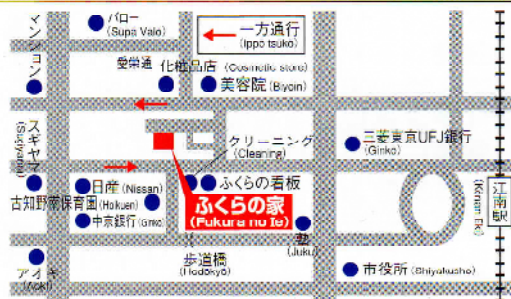 マンション
バロー
(Supa Valo)
一方通行
(Ippo tsuko)
愛栄通
化粧品店 (Cosmetic store)
美容院 (Biyoin)
スギヤマ
(Sugiyama)
クリーニング
(Cleaning)
三菱東京UFJ銀行
(Ginko)
日産 (Nissan)
ふくらの看板
古知野南保育園 (Hoikuen)
中京銀行 (Ginko)
ふくらの家
(Fukura no Ie)
塾
(Juku)
江南駅
(Konan Eki)
アオキ
(Aoki)
歩道橋
(Hodōkyō)
市役所 (Shiyakusho)